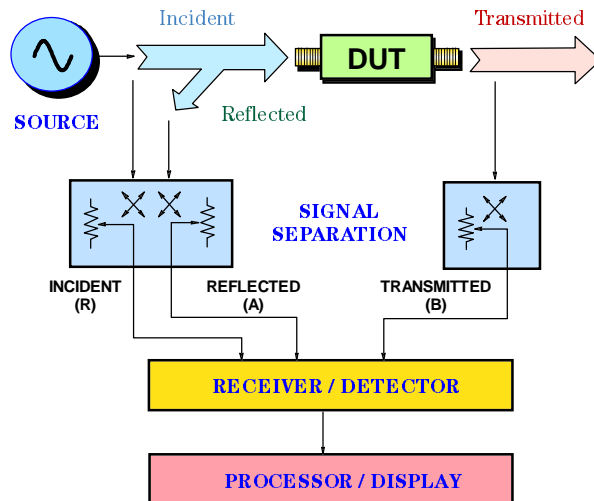 Incident
Transmitted
DUT
Reflected
SOURCE
SIGNAL
SEPARATION
INCIDENT
(R)
REFLECTED
(A)
TRANSMITTED
(B)
RECEIVER / DETECTOR
PROCESSOR / DISPLAY